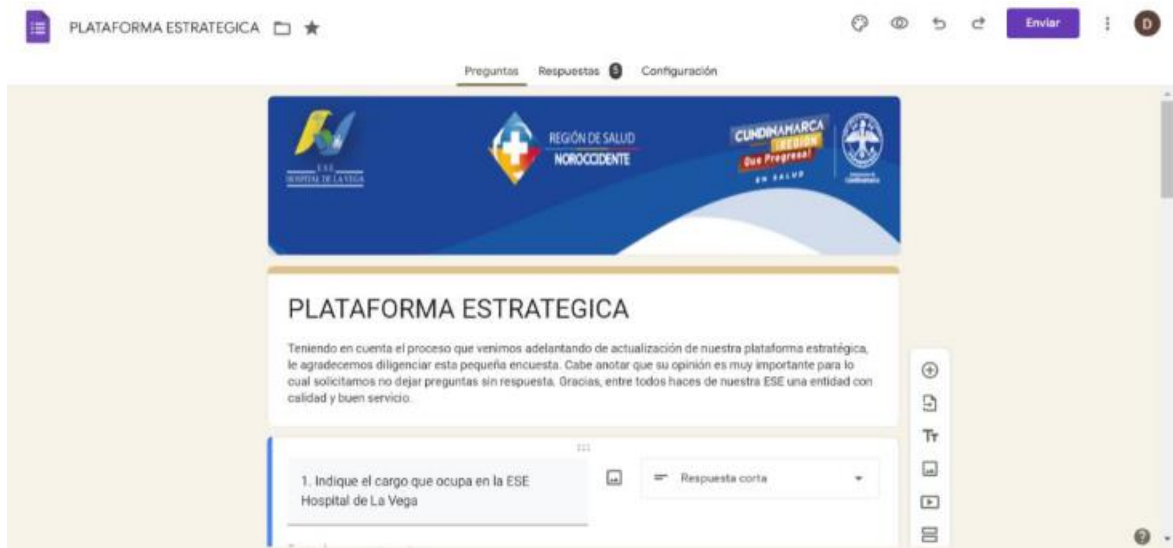 PLATAFORMA ESTRATEGICA
Enviar
D
Preguntas Respuestas 5 Configuración
E.S.E.
HOSPITAL DE LA VEGA
REGIÓN DE SALUD
NOROCCIDENTE
CUNDINAMARCA
¡REGIÓN
Que Progresa!
EN SALUD
Cundinamarca
PLATAFORMA ESTRATEGICA
Teniendo en cuenta el proceso que venimos adelantando de actualización de nuestra plataforma estratégica,
le agradecemos diligenciar esta pequeña encuesta. Cabe anotar que su opinión es muy importante para lo
cual solicitamos no dejar preguntas sin respuesta. Gracias, entre todos haces de nuestra ESE una entidad con
calidad y buen servicio.
1. Indique el cargo que ocupa en la ESE
Hospital de La Vega
Respuesta corta
Tт